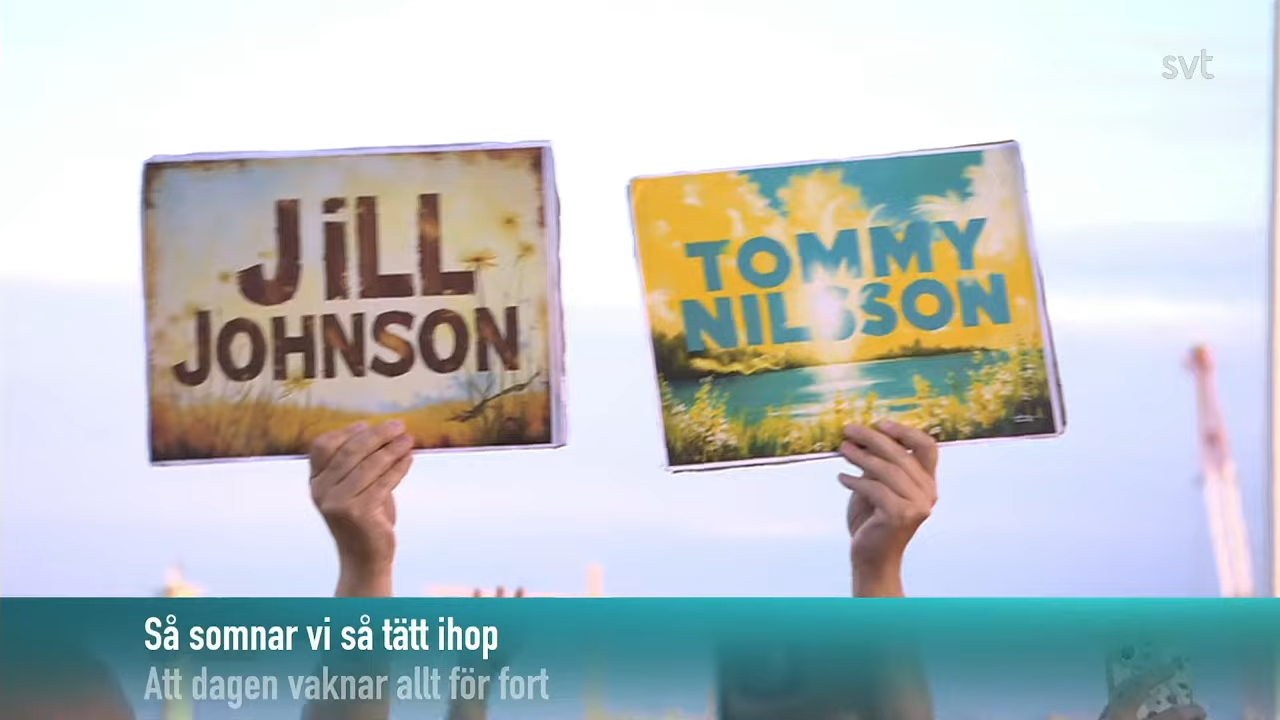 svt
JiLL
JOHNSON
TOMMY
NILSSON
Så somnar vi så tätt ihop
Att dagen vaknar allt för fort